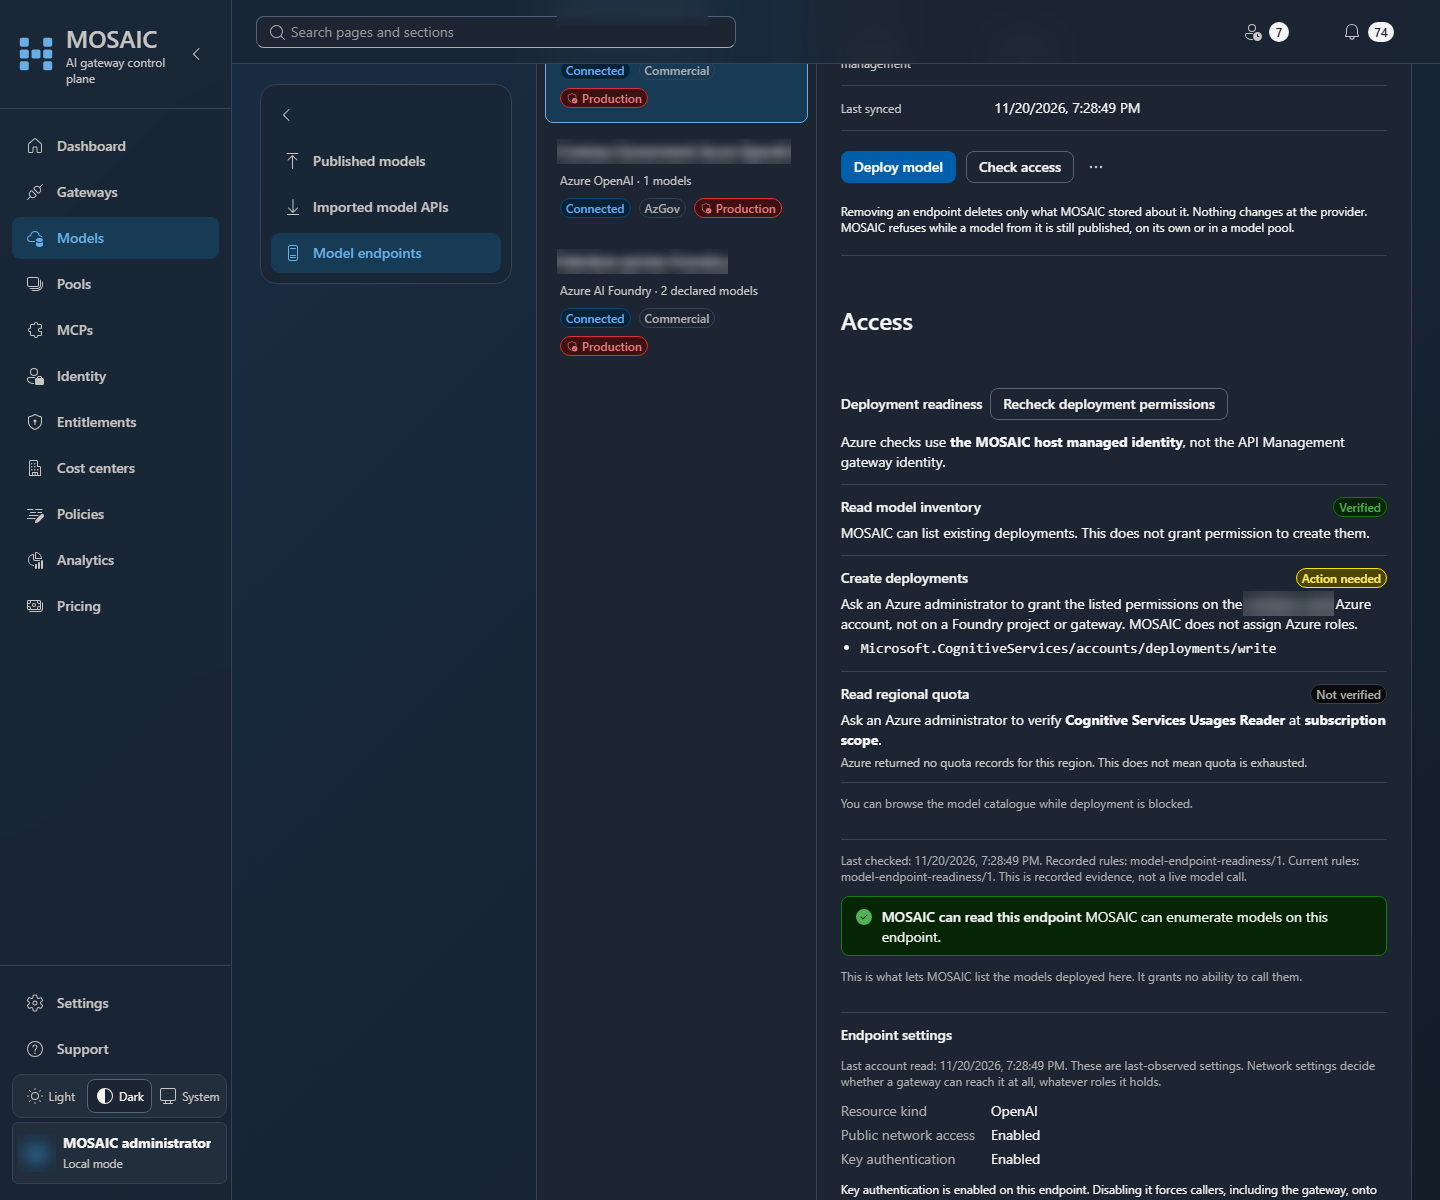 MOSAIC
AI gateway control
plane
Search pages and sections
7
74
Dashboard
Gateways
Models
Pools
MCPs
Identity
Entitlements
Cost centers
Policies
Analytics
Pricing
Settings
Support
Light
Dark
System
MOSAIC administrator
Local mode
Published models
Imported model APIs
Model endpoints
Connected
Commercial
Production
Azure OpenAI · 1 models
Connected
AzGov
Production
Azure AI Foundry · 2 declared models
Connected
Commercial
Production
management
Last synced
11/20/2026, 7:28:49 PM
Deploy model
Check access
...
Removing an endpoint deletes only what MOSAIC stored about it. Nothing changes at the provider.
MOSAIC refuses while a model from it is still published, on its own or in a model pool.
Access
Deployment readiness
Recheck deployment permissions
Azure checks use the MOSAIC host managed identity, not the API Management
gateway identity.
Read model inventory
Verified
MOSAIC can list existing deployments. This does not grant permission to create them.
Create deployments
Action needed
Ask an Azure administrator to grant the listed permissions on the Azure
account, not on a Foundry project or gateway. MOSAIC does not assign Azure roles.
• Microsoft.CognitiveServices/accounts/deployments/write
Read regional quota
Not verified
Ask an Azure administrator to verify Cognitive Services Usages Reader at subscription
scope.
Azure returned no quota records for this region. This does not mean quota is exhausted.
You can browse the model catalogue while deployment is blocked.
Last checked: 11/20/2026, 7:28:49 PM. Recorded rules: model-endpoint-readiness/1. Current rules:
model-endpoint-readiness/1. This is recorded evidence, not a live model call.
MOSAIC can read this endpoint MOSAIC can enumerate models on this
endpoint.
This is what lets MOSAIC list the models deployed here. It grants no ability to call them.
Endpoint settings
Last account read: 11/20/2026, 7:28:49 PM. These are last-observed settings. Network settings decide
whether a gateway can reach it at all, whatever roles it holds.
Resource kind
OpenAI
Public network access
Enabled
Key authentication
Enabled
Key authentication is enabled on this endpoint. Disabling it forces callers, including the gateway, onto